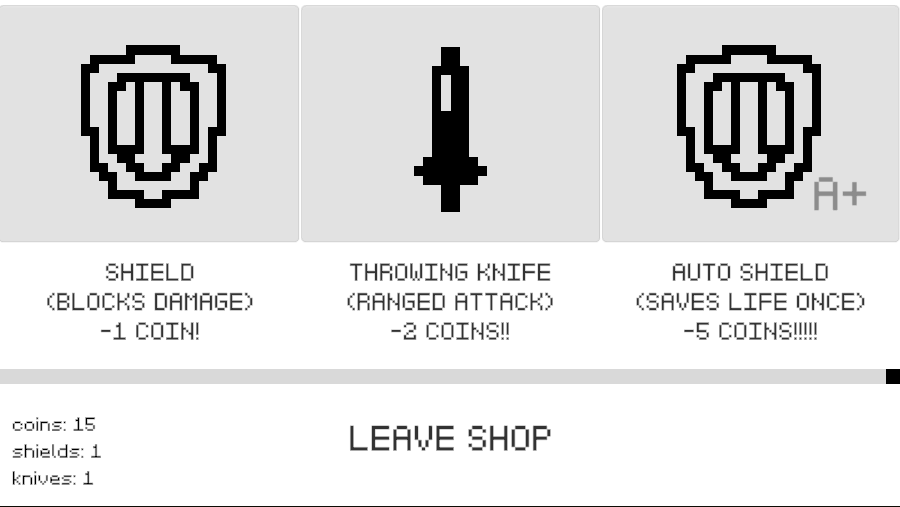 A+
SHIELD
(BLOCKS DAMAGE)
-1 COIN!
THROWING KNIFE
(RANGED ATTACK)
-2 COINS!!
AUTO SHIELD
(SAVES LIFE ONCE)
-5 COINS!!!!!
coins: 15
shields: 1
knives: 1
LEAVE SHOP